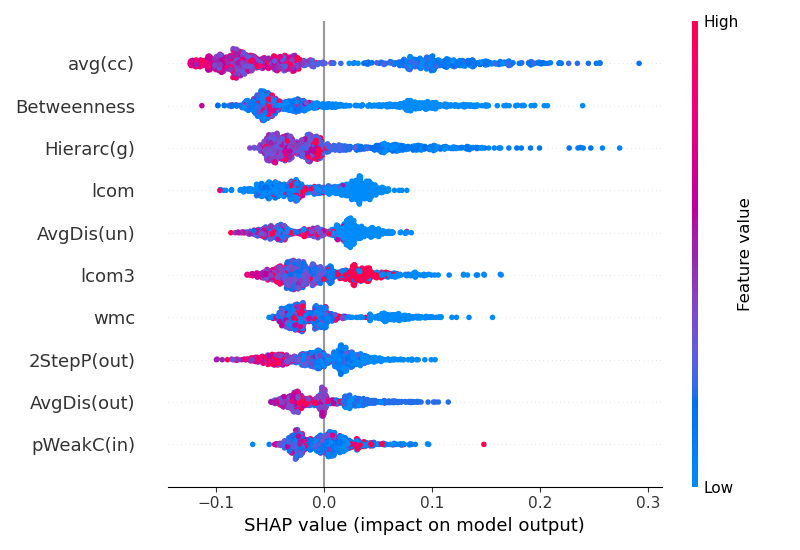 High
avg(cc)
Betweenness
Hierarc(g)
lcom
AvgDis(un)
lcom3
wmc
2StepP(out)
AvgDis(out)
pWeakC(in)
Feature value
Low
−0.1 0.0 0.1 0.2 0.3
SHAP value (impact on model output)